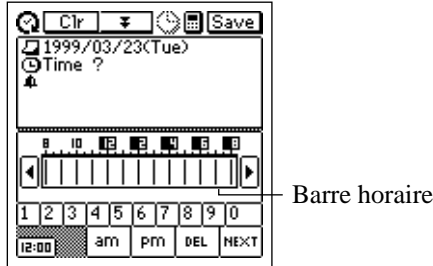 Clr Save
1999/03/23(Tue)
Time ?
8 10 12 2 4 6 8
Barre horaire
1 2 3 4 5 6 7 8 9 0
12:00 am pm DEL NEXT